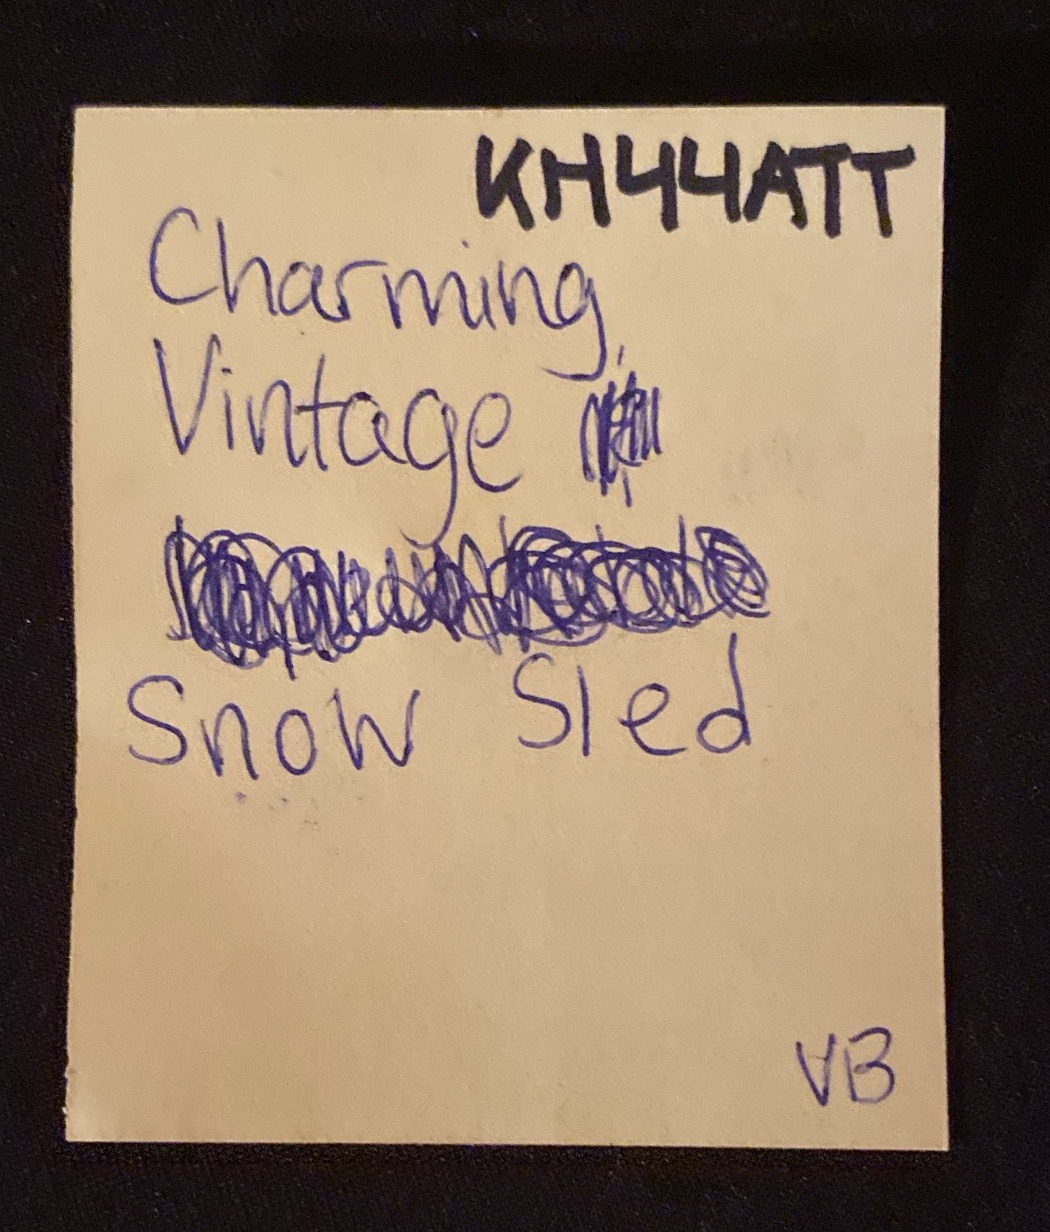 KH44ATT
Charming
Vintage
Snow Sled
VB